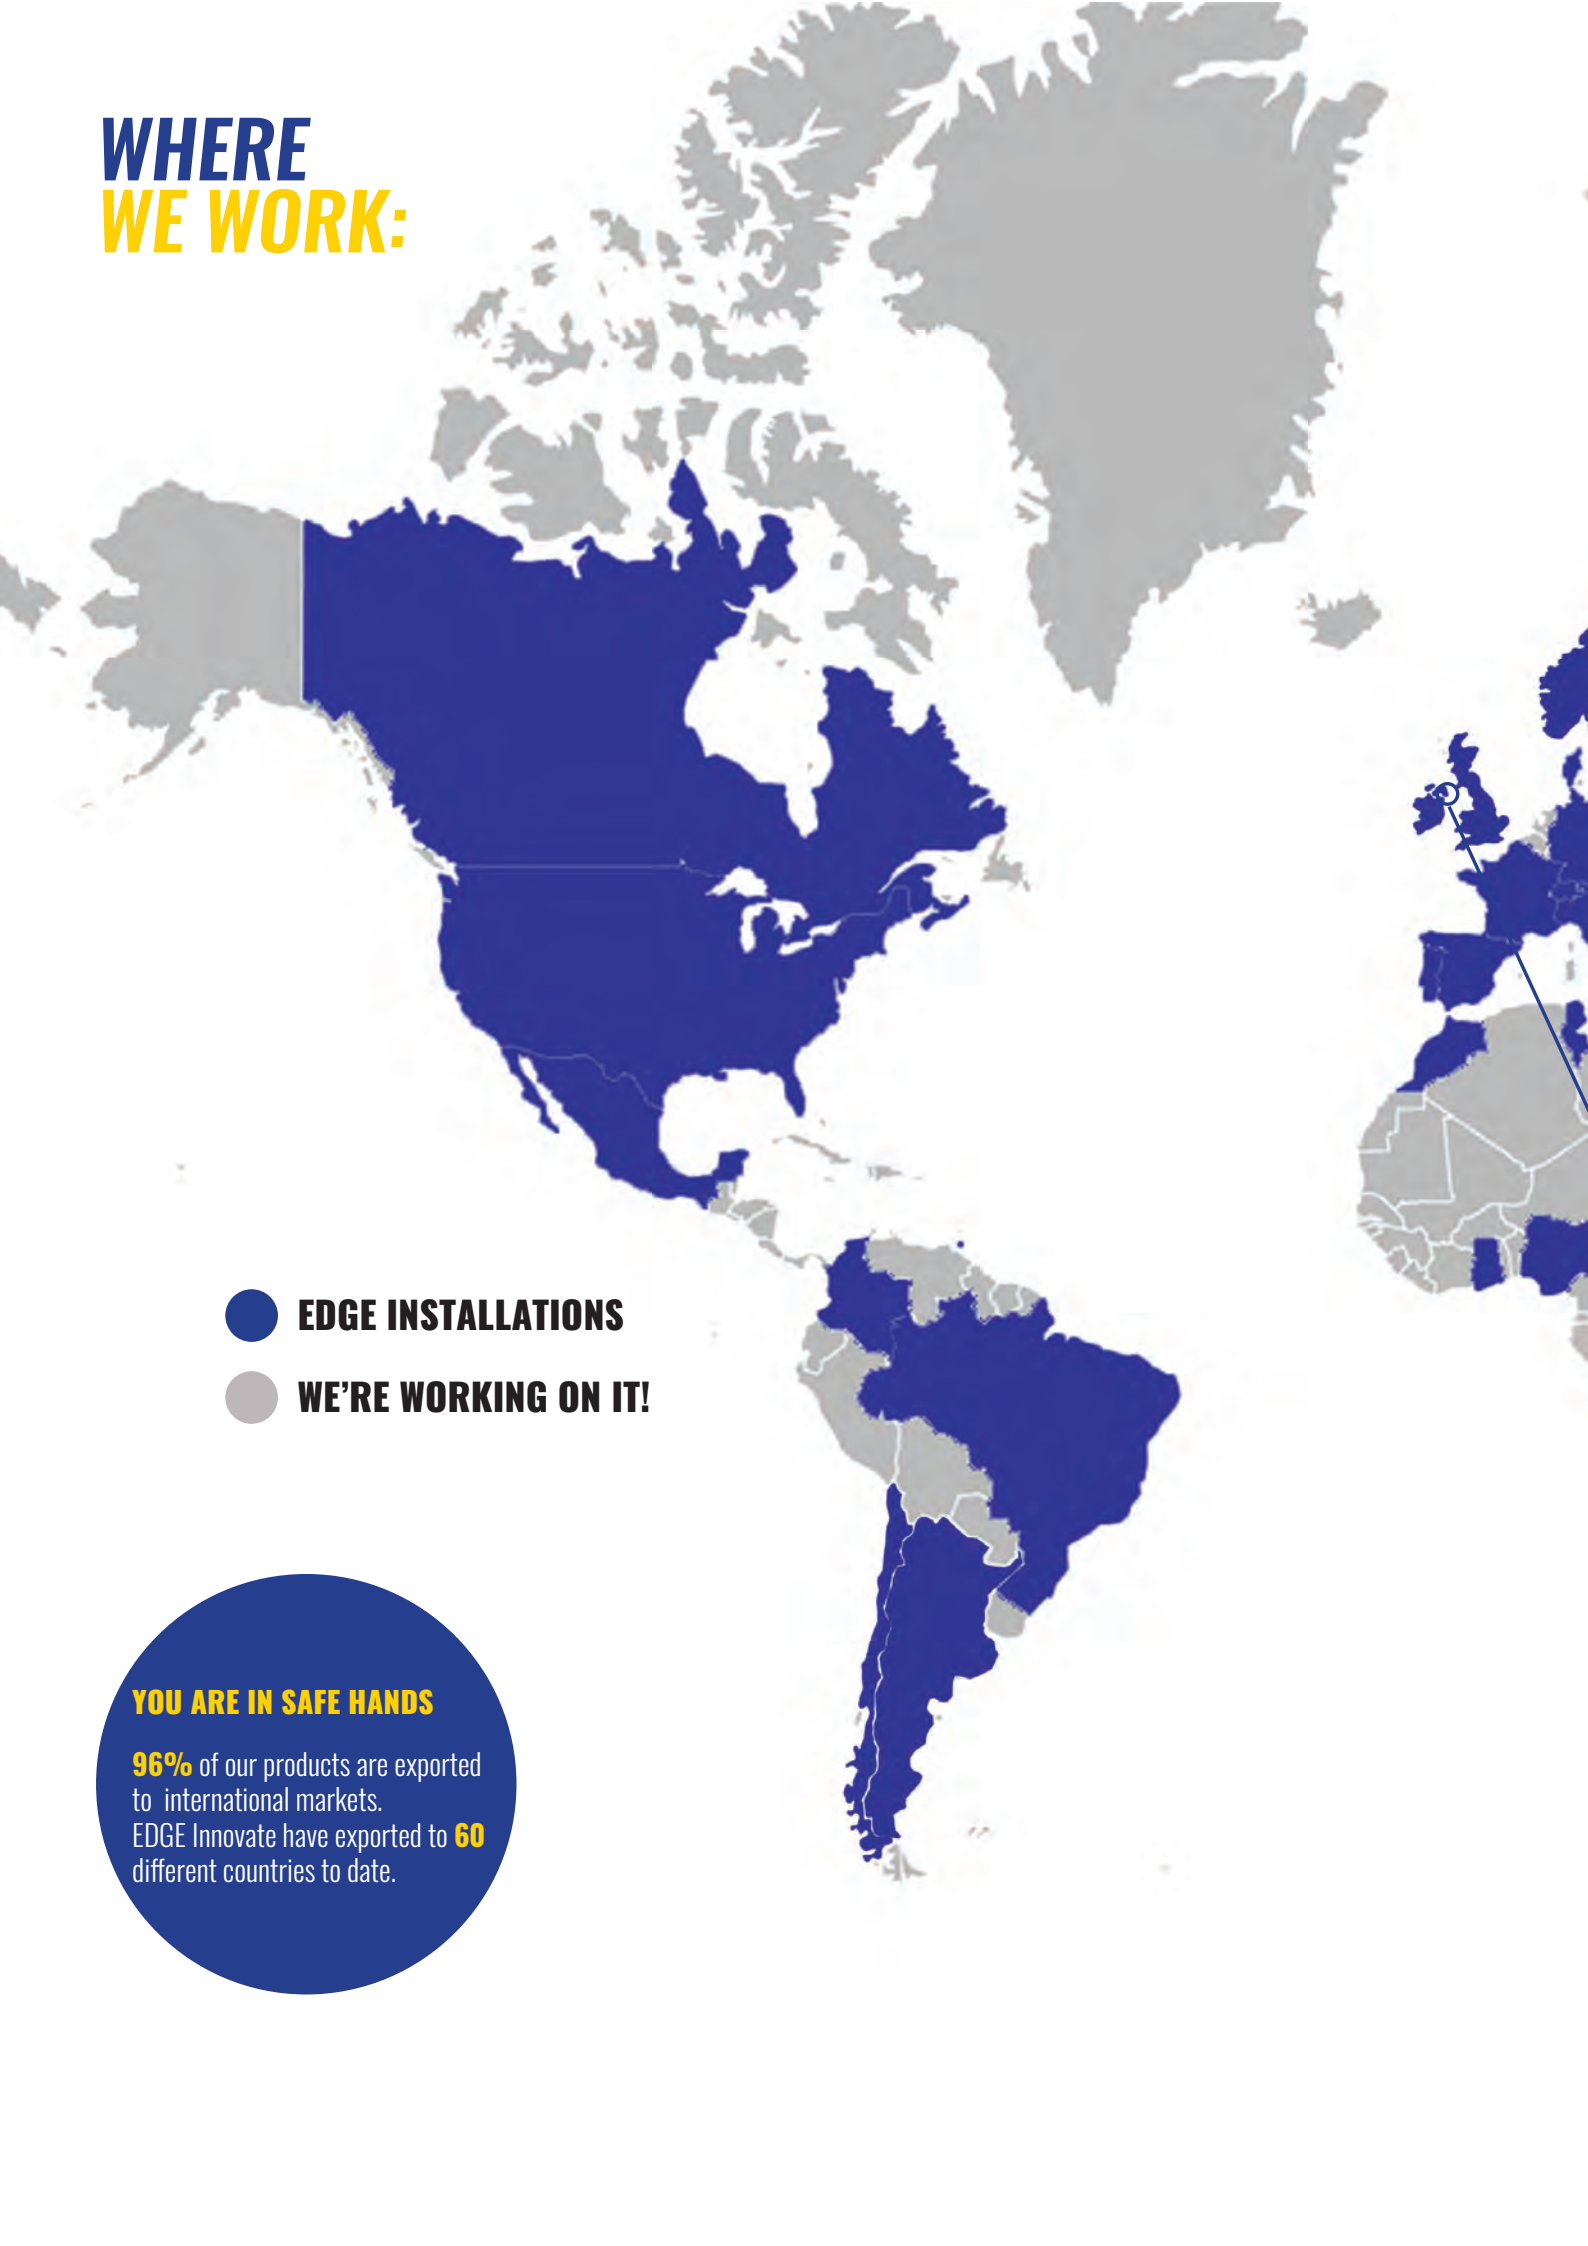 WHERE
WE WORK:
EDGE INSTALLATIONS
WE'RE WORKING ON IT!
YOU ARE IN SAFE HANDS
96% of our products are exported
to international markets.
EDGE Innovate have exported to 60
different countries to date.